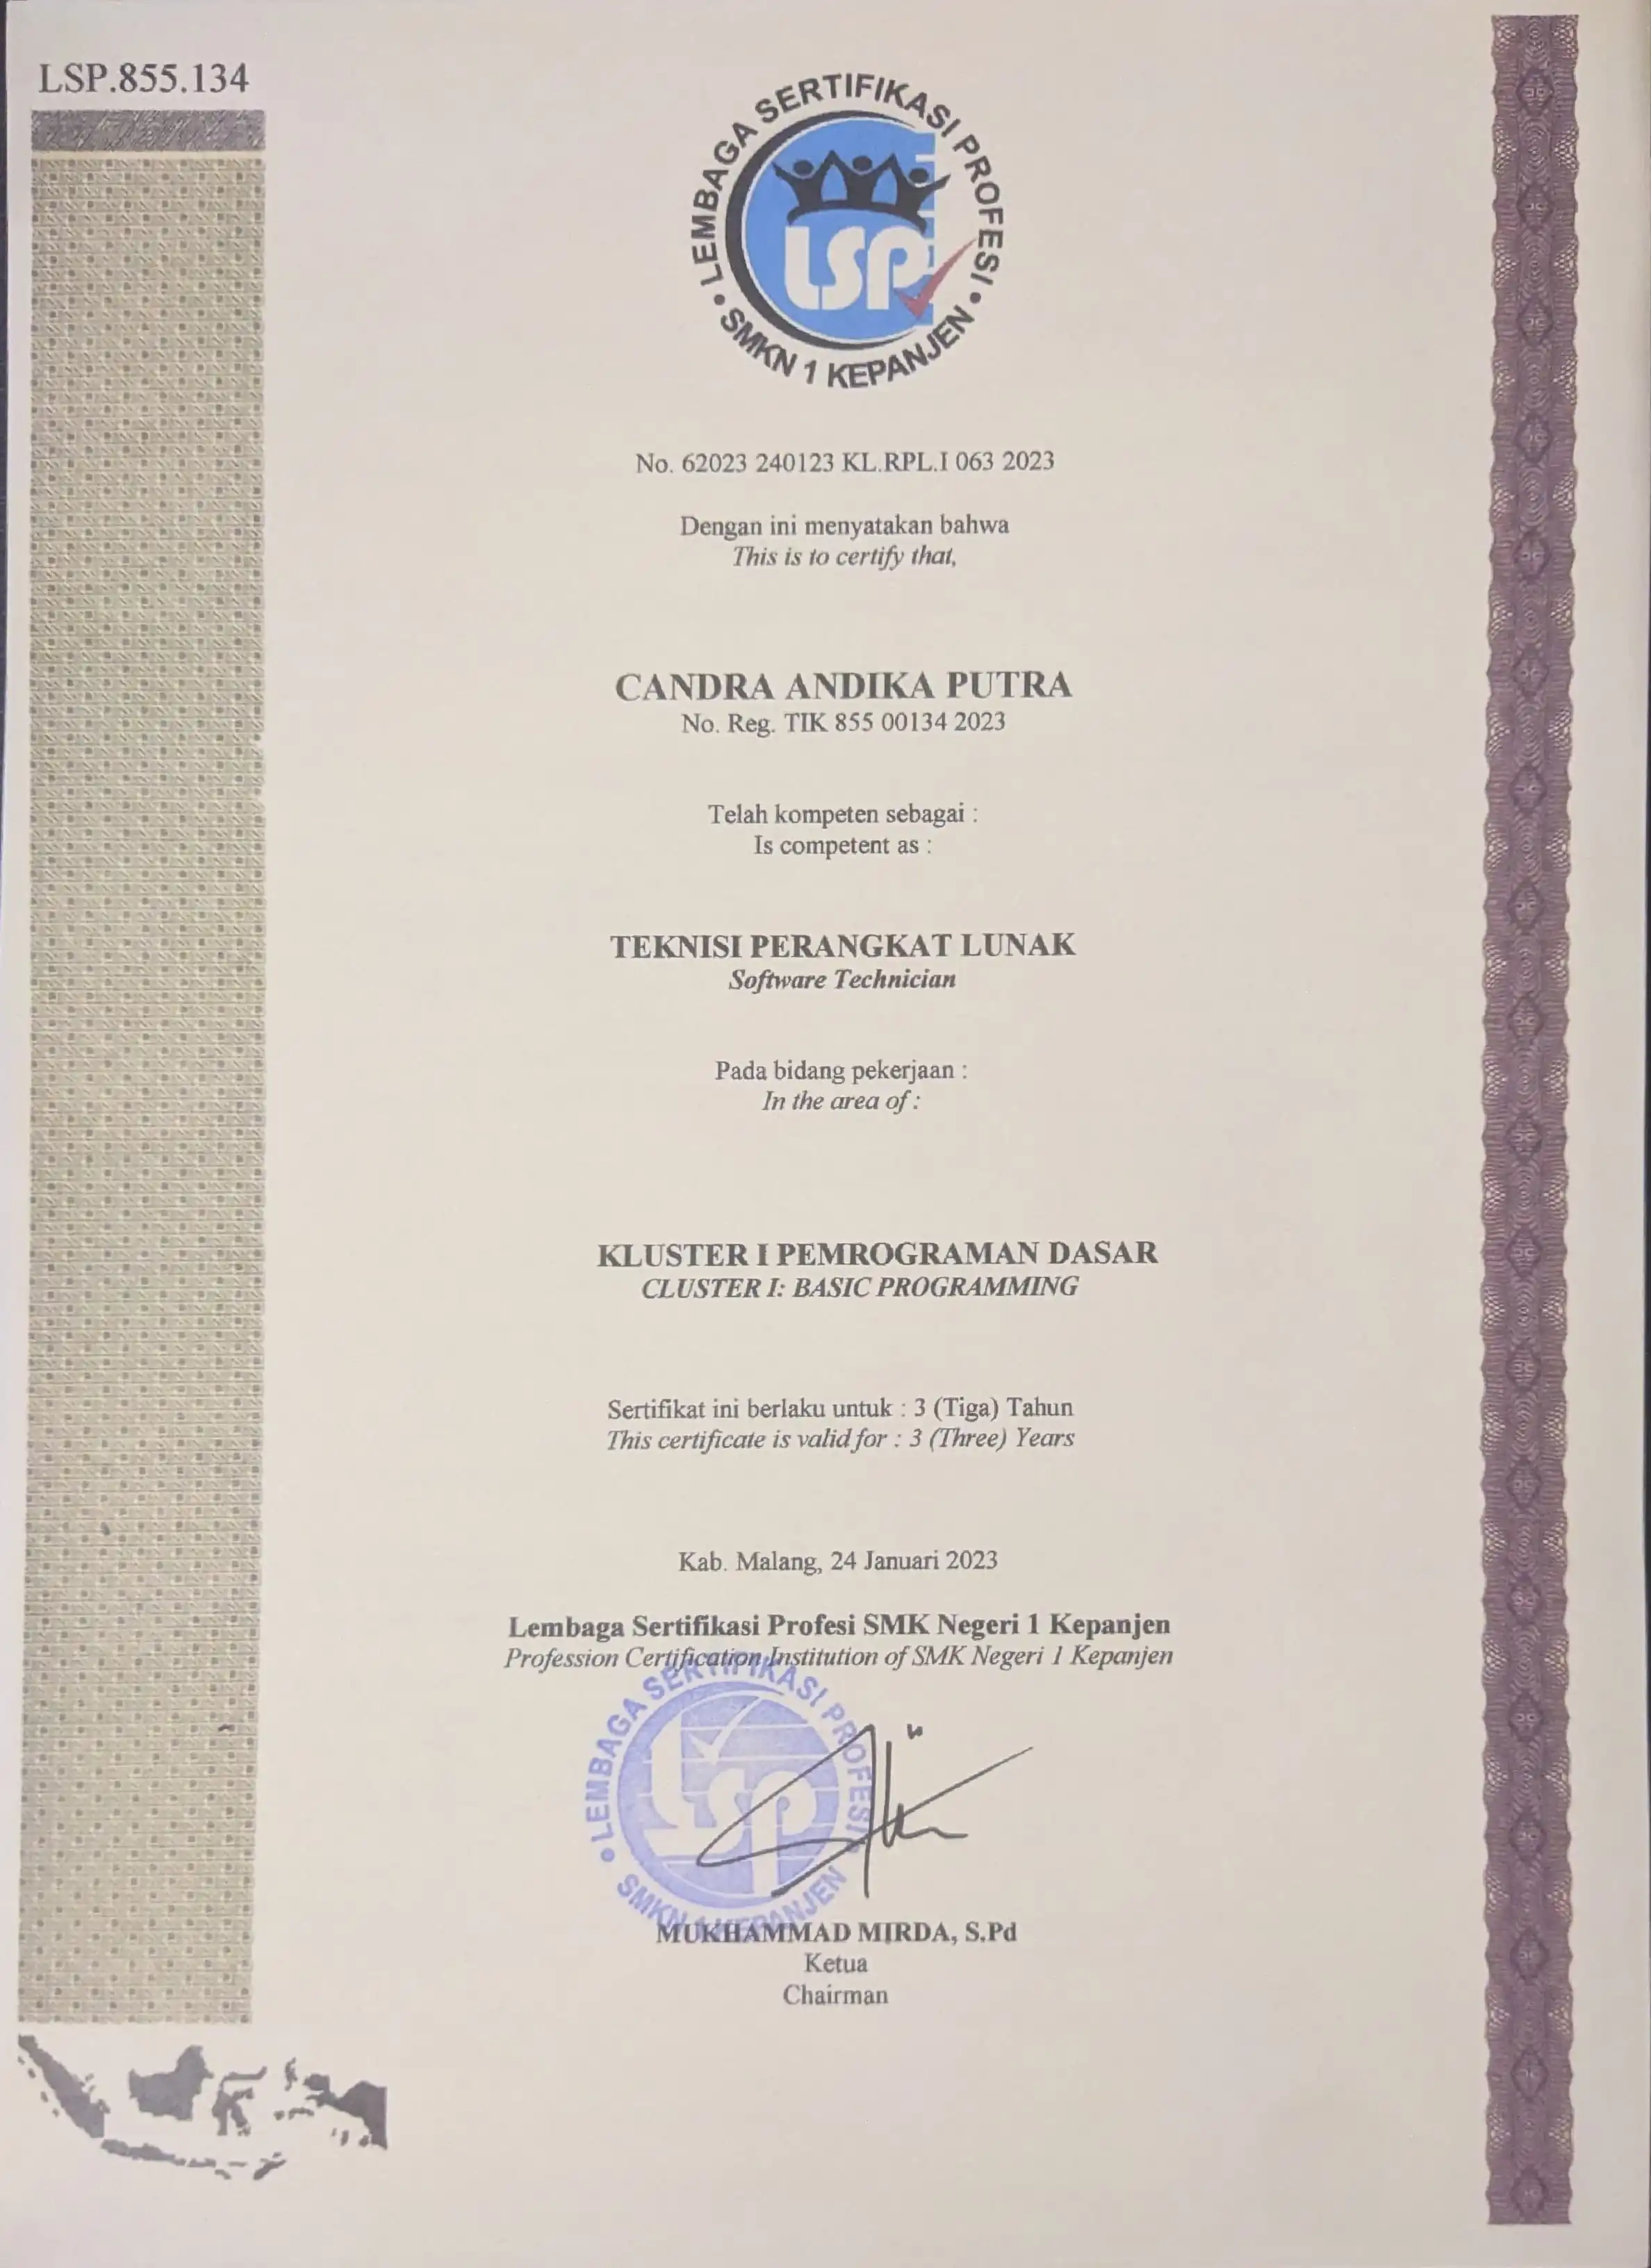 LSP.855.134
LEMBAGA SERTIFIKASI PROFESI
LSP
SMKN 1 KEPANJEN
No. 62023 240123 KL.RPL.I 063 2023
Dengan ini menyatakan bahwa
This is to certify that,
CANDRA ANDIKA PUTRA
No. Reg. TIK 855 00134 2023
Telah kompeten sebagai :
Is competent as :
TEKNISI PERANGKAT LUNAK
Software Technician
Pada bidang pekerjaan :
In the area of :
KLUSTER I PEMROGRAMAN DASAR
CLUSTER I: BASIC PROGRAMMING
Sertifikat ini berlaku untuk : 3 (Tiga) Tahun
This certificate is valid for : 3 (Three) Years
Kab. Malang, 24 Januari 2023
Lembaga Sertifikasi Profesi SMK Negeri 1 Kepanjen
Profession Certification Institution of SMK Negeri 1 Kepanjen
LEMBAGA SERTIFIKASI PROFESI
LSP
SMKN 1 KEPANJEN
MUKHAMMAD MIRDA, S.Pd
Ketua
Chairman